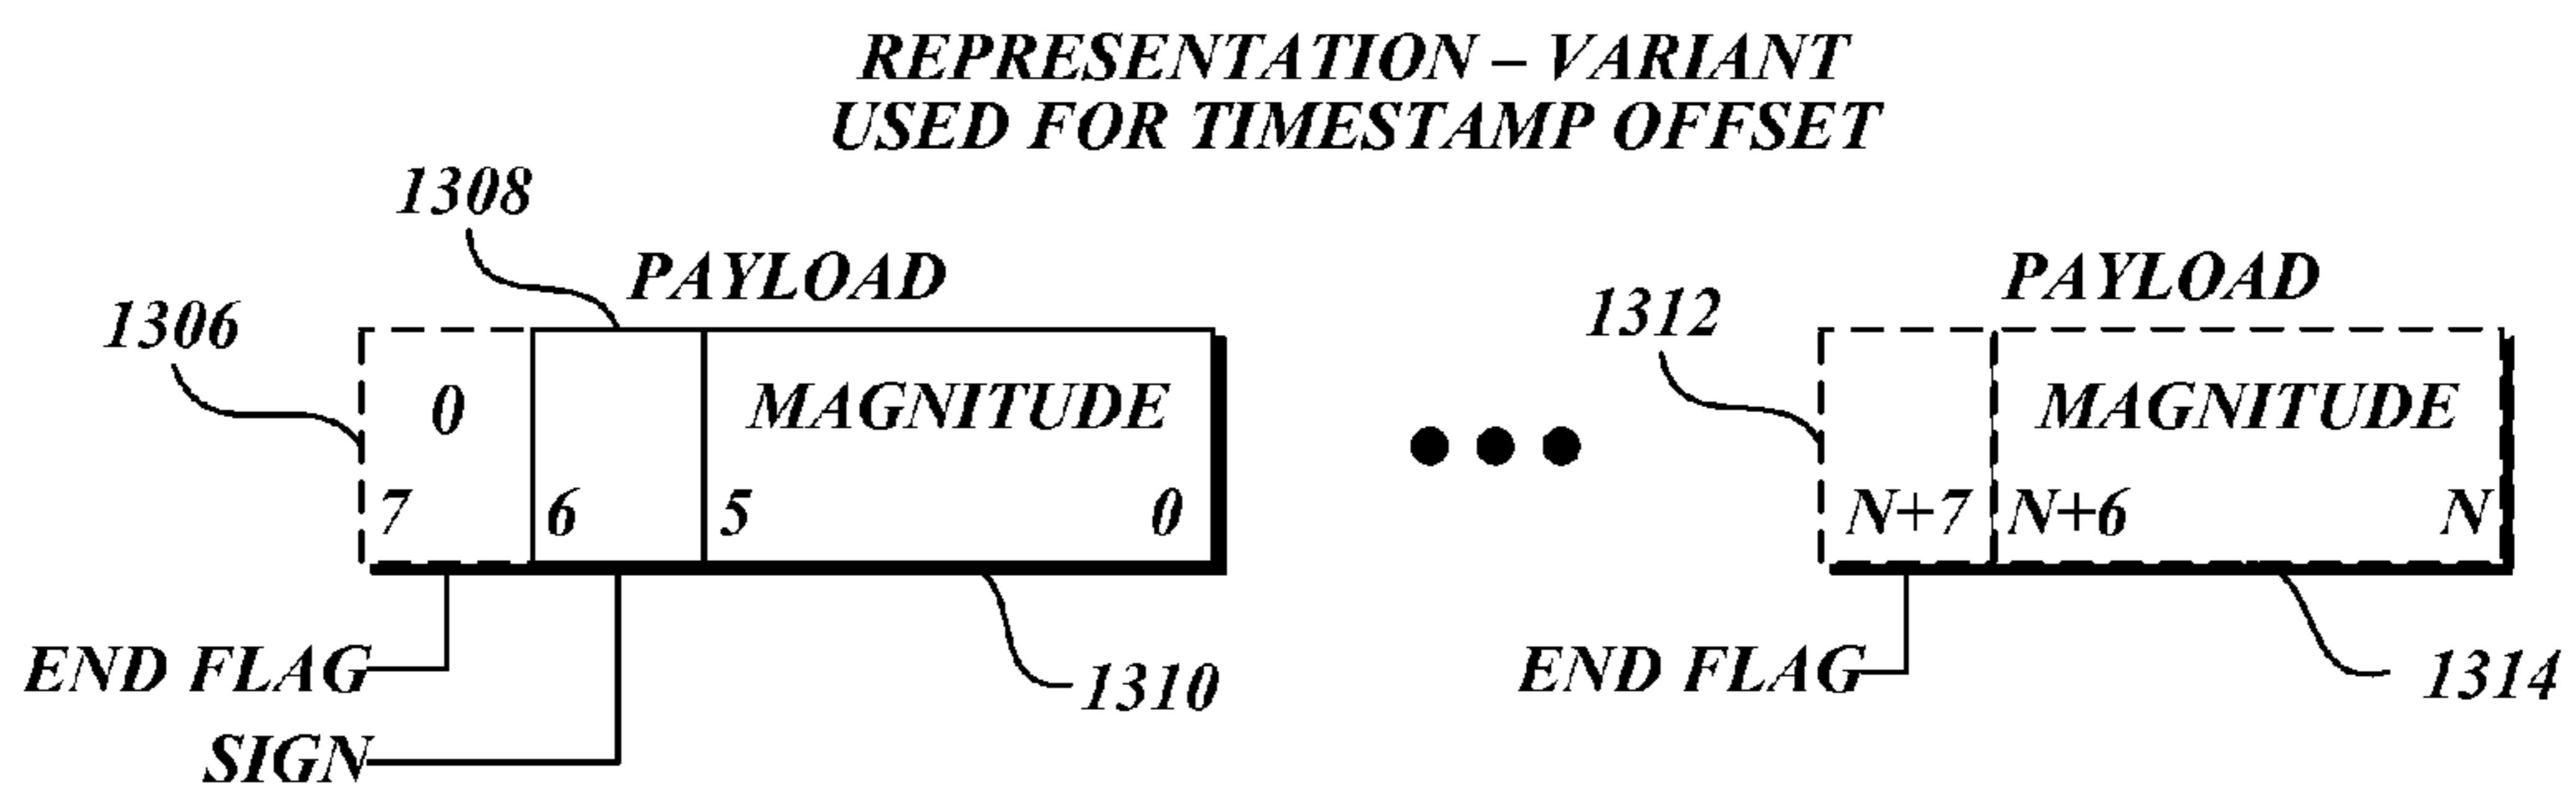 REPRESENTATION – VARIANT
USED FOR TIMESTAMP OFFSET
1308
PAYLOAD
PAYLOAD
1306
1312
0
MAGNITUDE
MAGNITUDE
7 6 5 0
N+7 N+6 N
END FLAG
1310
END FLAG
1314
SIGN